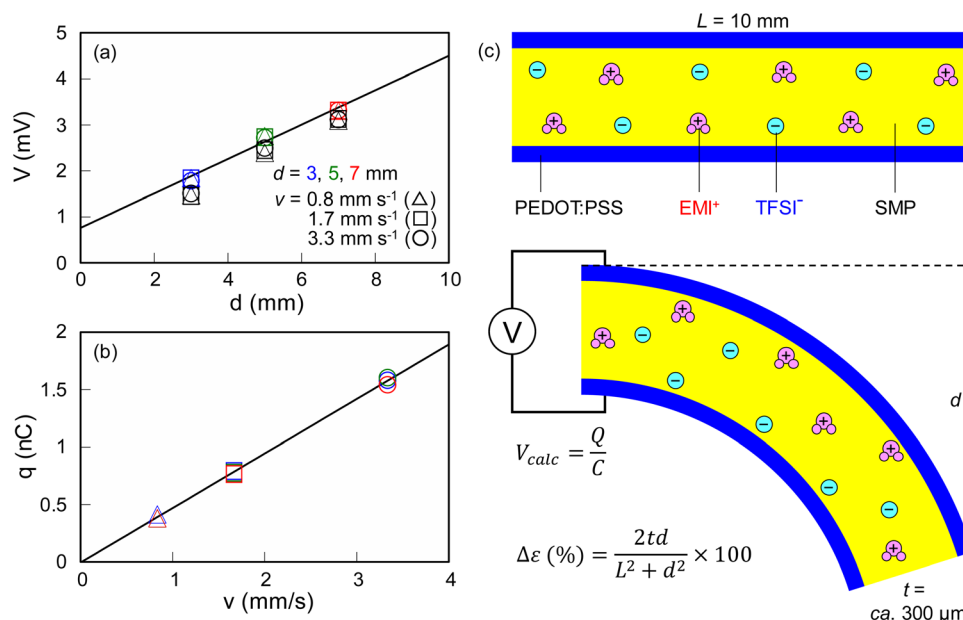 (a)
5
4
3
2
1
0
V (mV)
d = 3, 5, 7 mm
v = 0.8 mm s⁻¹ (△)
1.7 mm s⁻¹ (□)
3.3 mm s⁻¹ (○)
0 2 4 6 8 10
d (mm)
(b)
2
1.5
1
0.5
0
q (nC)
0 1 2 3 4
v (mm/s)
(c)
L = 10 mm
PEDOT:PSS EMI⁺ TFSI⁻ SMP
V
d
V_calc = Q/C
Δε (%) = 2td/(L² + d²) × 100
t =
ca. 300 μm